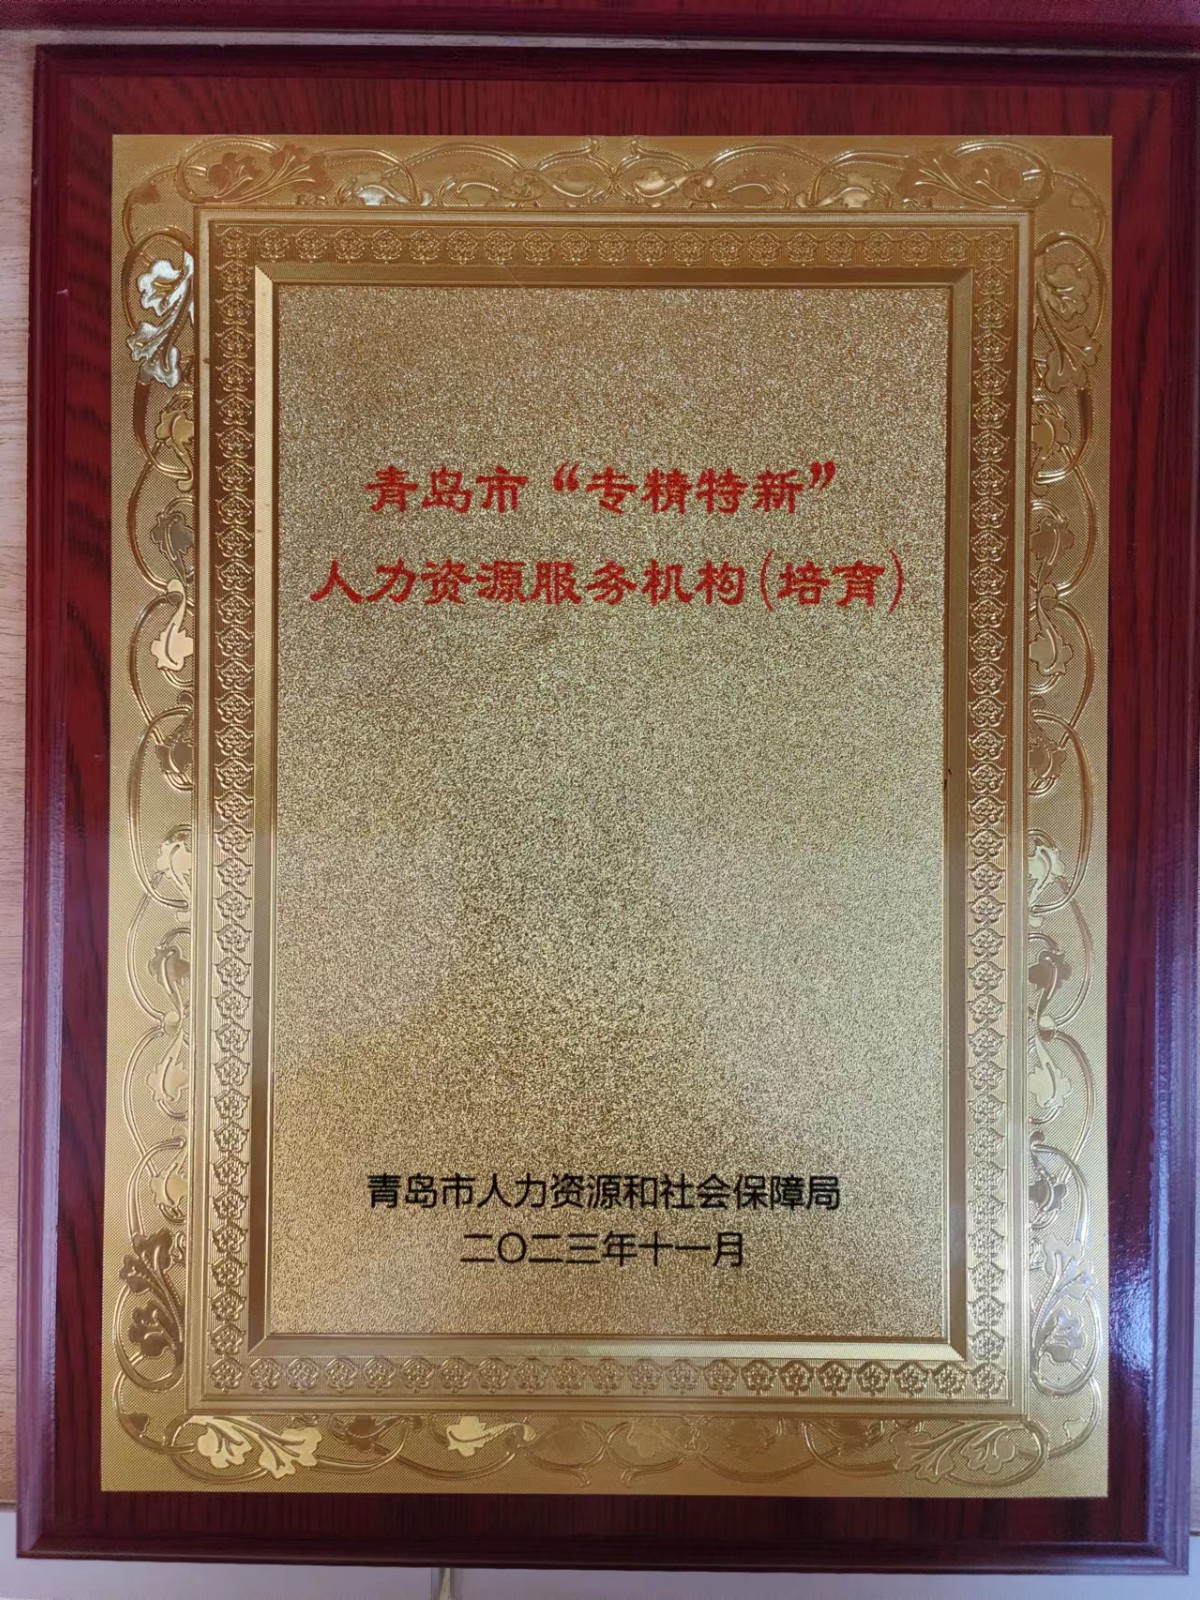 青岛市“专精特新”
人力资源服务机构(培育)
青岛市人力资源和社会保障局
二〇二三年十一月